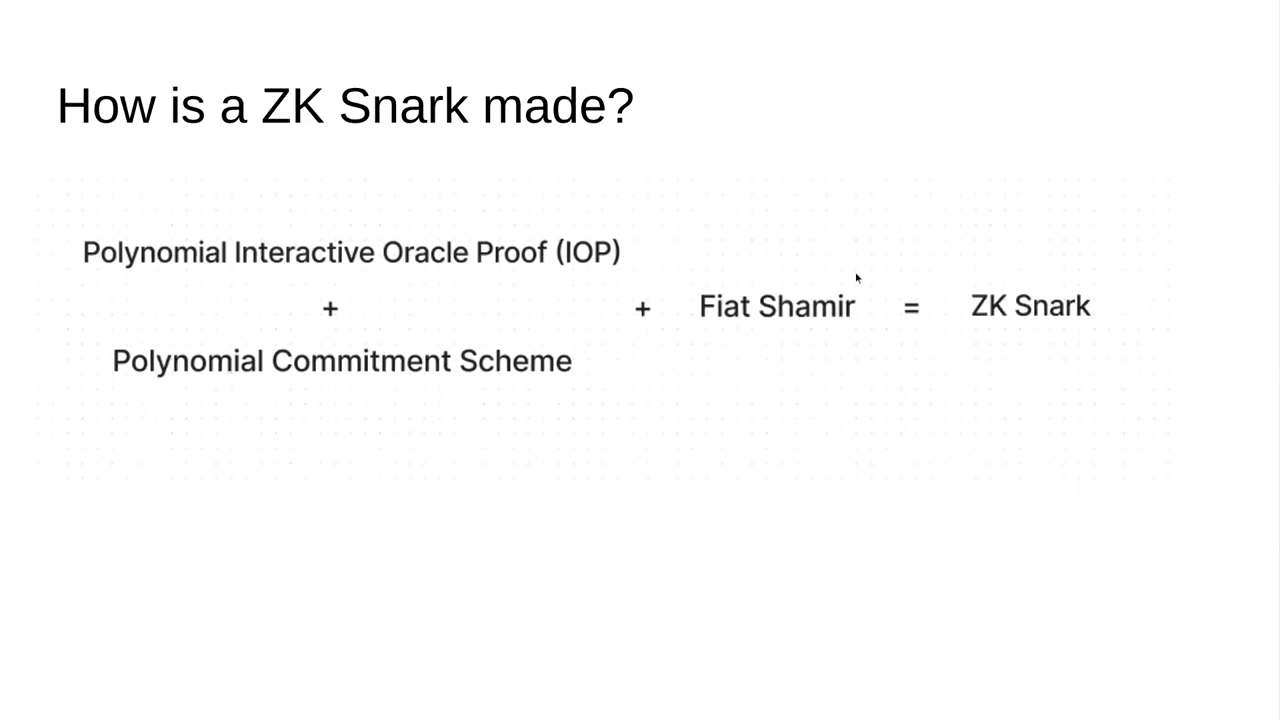 How is a ZK Snark made?
Polynomial Interactive Oracle Proof (IOP)
+
+ Fiat Shamir = ZK Snark
Polynomial Commitment Scheme